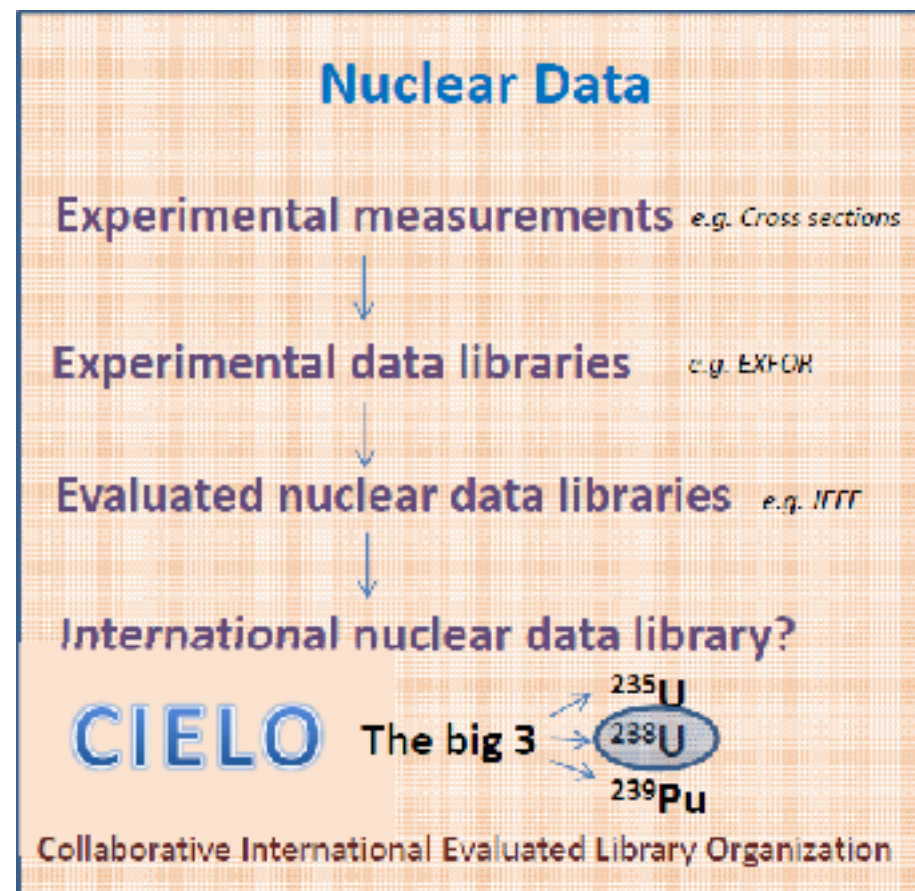 Nuclear Data
Experimental measurements e.g. Cross sections
Experimental data libraries e.g. EXFOR
Evaluated nuclear data libraries e.g. JEFF
International nuclear data library?
CIELO The big 3
²³⁵U
²³⁸U
²³⁹Pu
Collaborative International Evaluated Library Organization